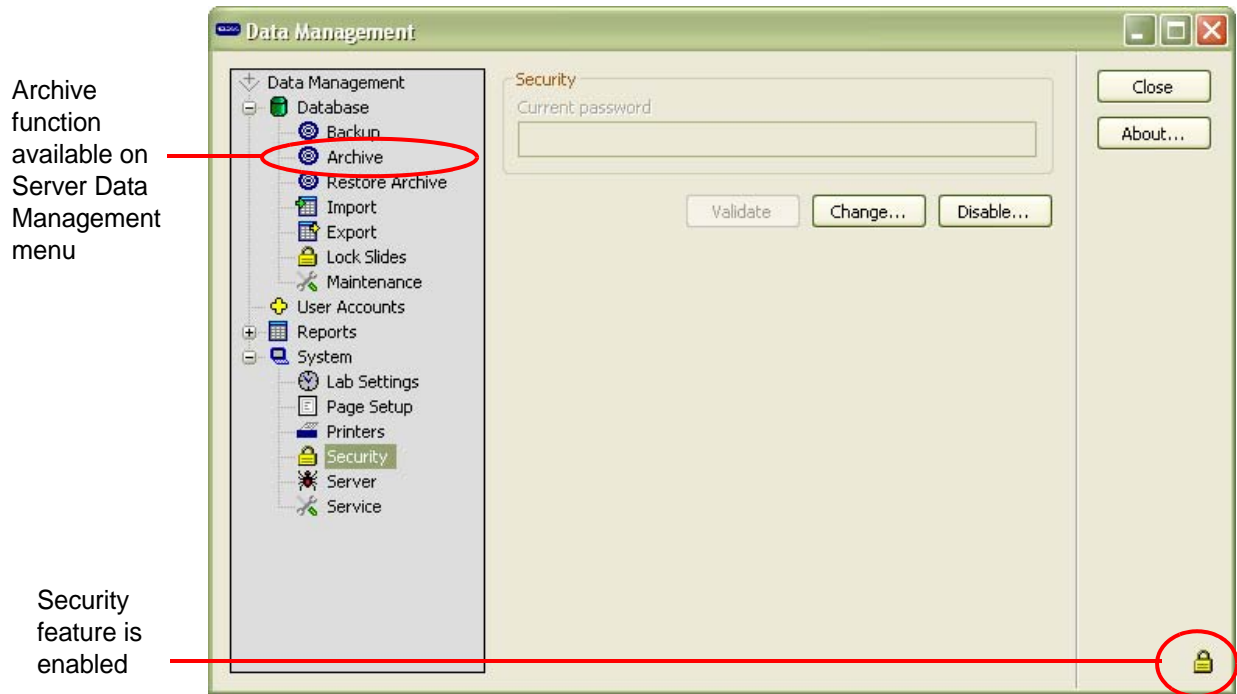 Data Management
Archive
function
available on
Server Data
Management
menu
Data Management
Database
Backup
Archive
Restore Archive
Import
Export
Lock Slides
Maintenance
User Accounts
Reports
System
Lab Settings
Page Setup
Printers
Security
Server
Service
Security
Current password
Validate
Change...
Disable...
Close
About...
Security
feature is
enabled